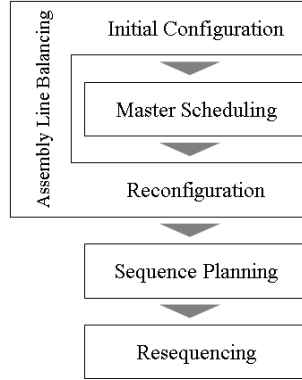 Assembly Line Balancing
Initial Configuration
Master Scheduling
Reconfiguration
Sequence Planning
Resequencing